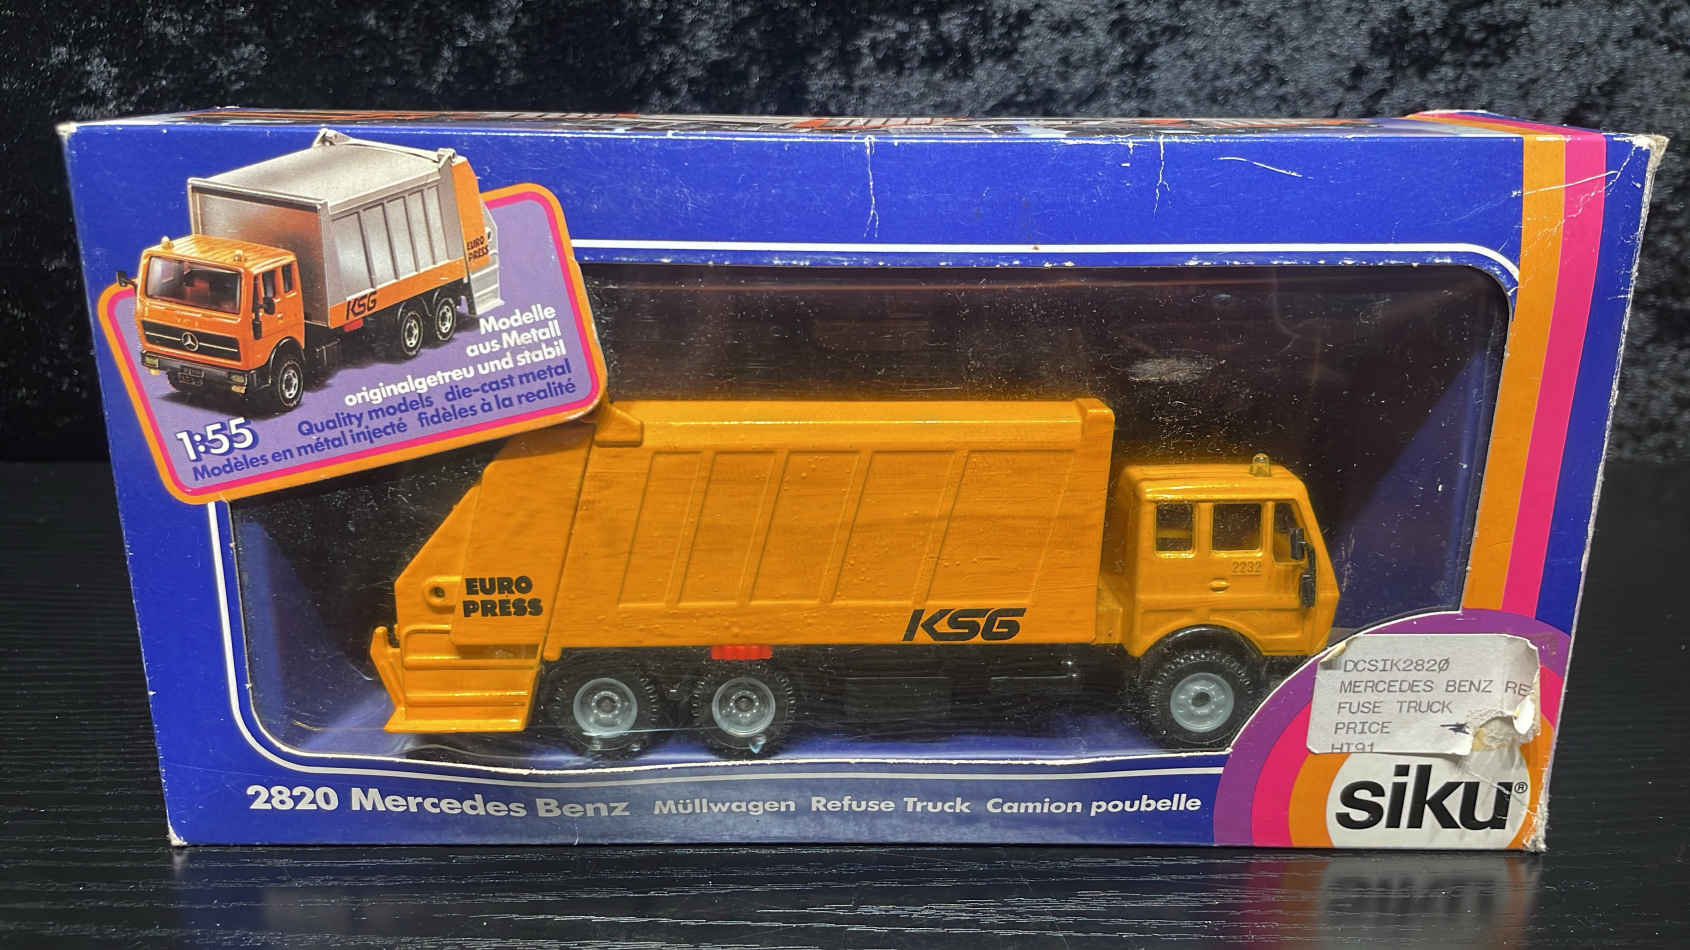 EURO
PRESS
KSG
Modelle
aus Metall
originalgetreu und stabil
Quality models die-cast metal
1:55
Modèles en métal injecté fidèles à la realité
2232
EURO
PRESS
KSG
DCSIK2820
MERCEDES BENZ RE
FUSE TRUCK
PRICE
HI91
siku®
2820 Mercedes Benz Müllwagen Refuse Truck Camion poubelle